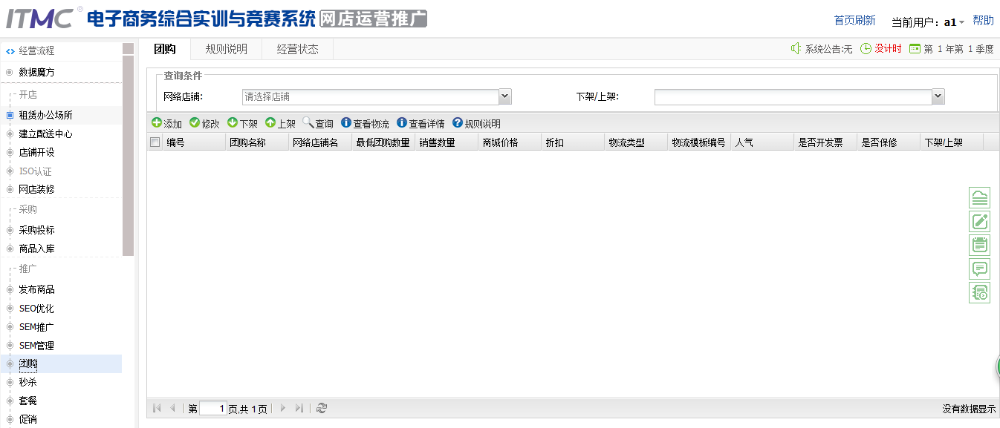 ITMC® 电子商务综合实训与竞赛系统 网店运营推广
首页刷新 当前用户: a1 帮助
经营流程
数据魔方
开店
租赁办公场所
建立配送中心
店铺开设
ISO认证
网店装修
采购
采购投标
商品入库
推广
发布商品
SEO优化
SEM推广
SEM管理
团购
秒杀
套餐
促销
团购 规则说明 经营状态
系统公告:无 没计时 第 1 年第 1 季度
查询条件
网络店铺: 请选择店铺 下架/上架:
添加 修改 下架 上架 查询 查看物流 查看详情 规则说明
编号 团购名称 网络店铺名 最低团购数量 销售数量 商城价格 折扣 物流类型 物流模板编号 人气 是否开发票 是否保修 下架/上架
第 1 页,共 1 页 没有数据显示